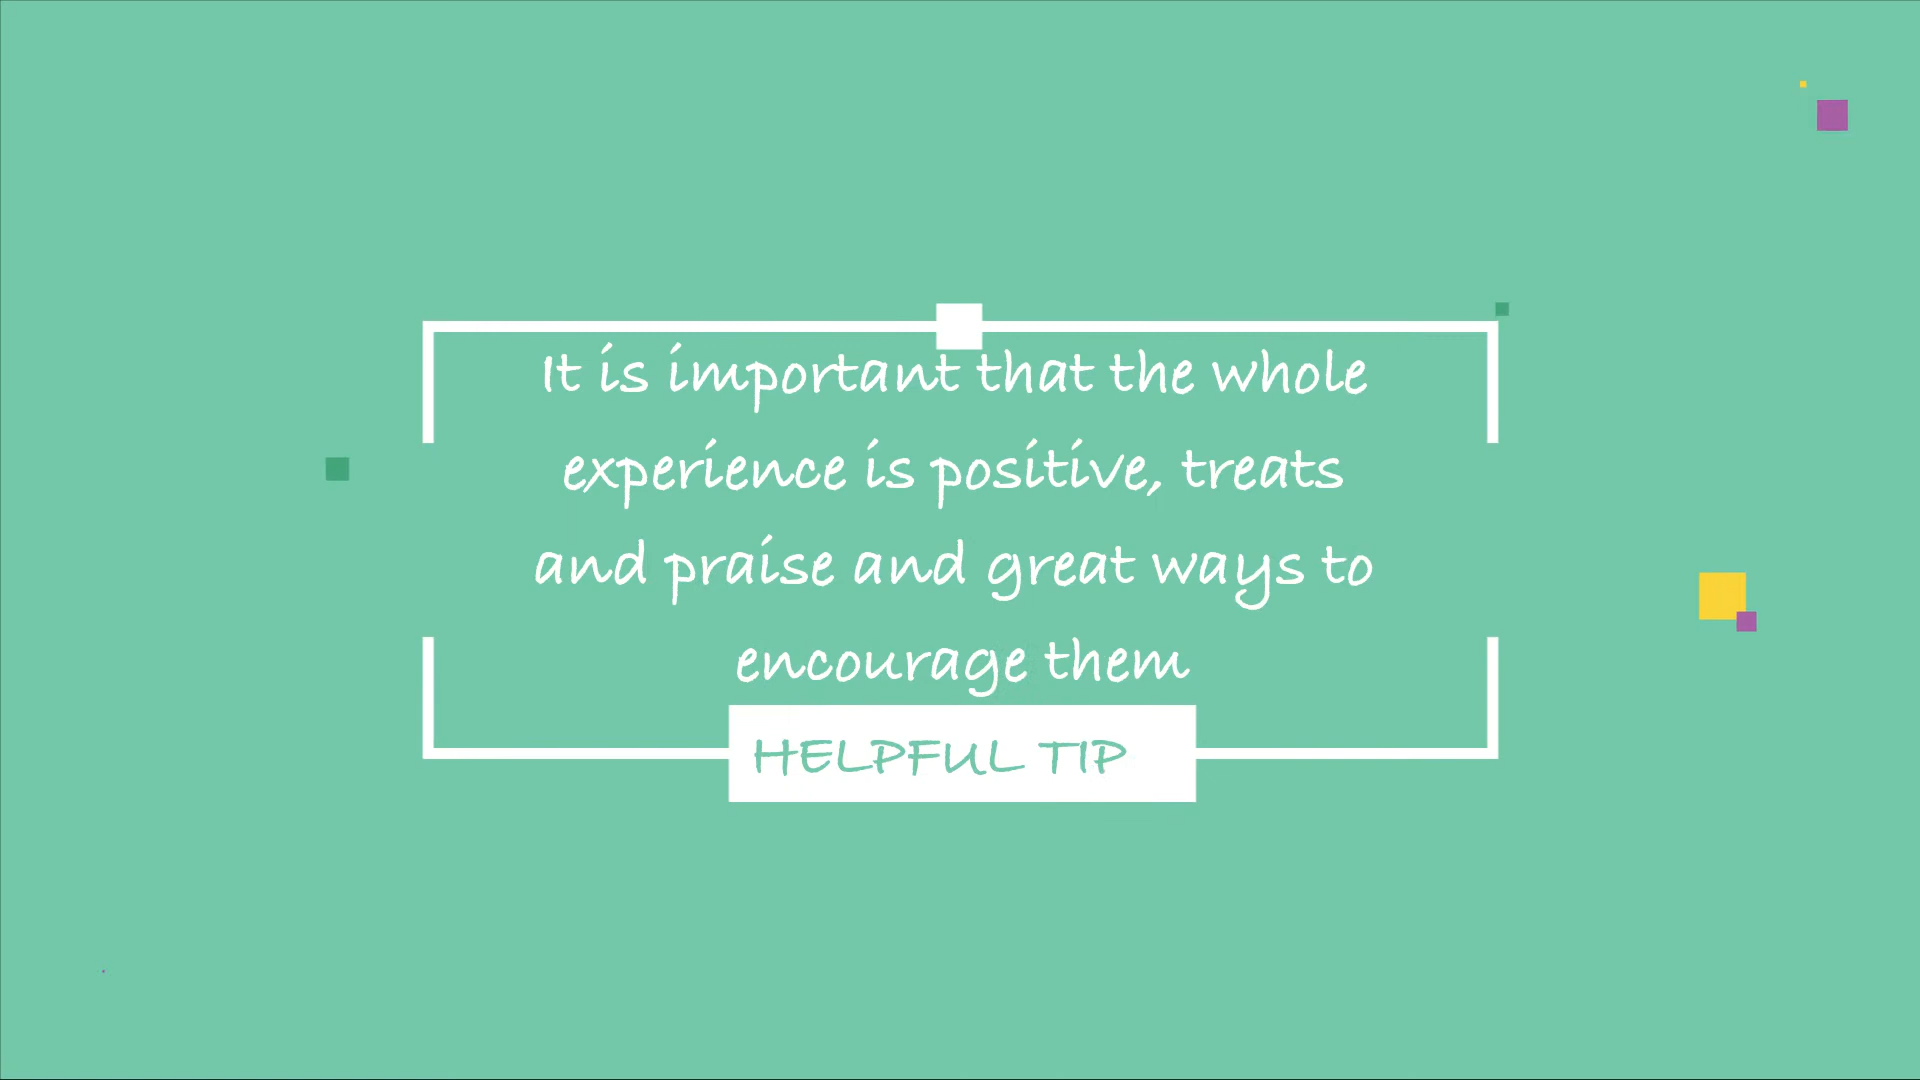 It is important that the whole
experience is positive, treats
and praise and great ways to
encourage them
HELPFUL TIP